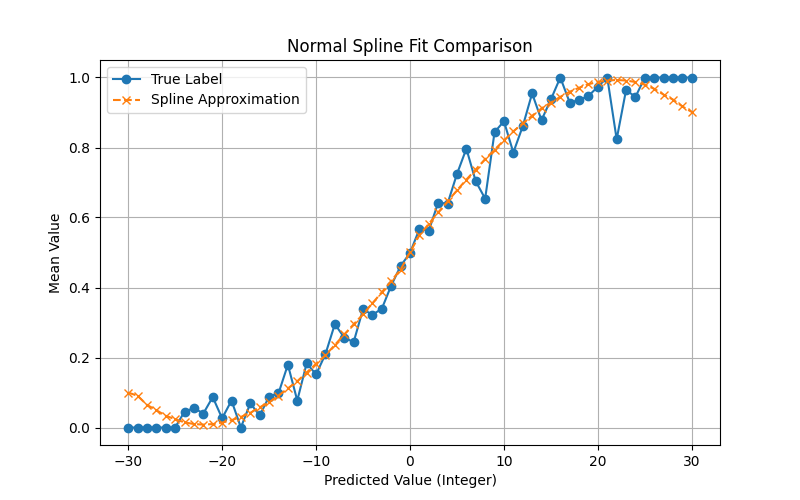 Normal Spline Fit Comparison
True Label
Spline Approximation
1.0
0.8
0.6
0.4
0.2
0.0
Mean Value
−30 −20 −10 0 10 20 30
Predicted Value (Integer)